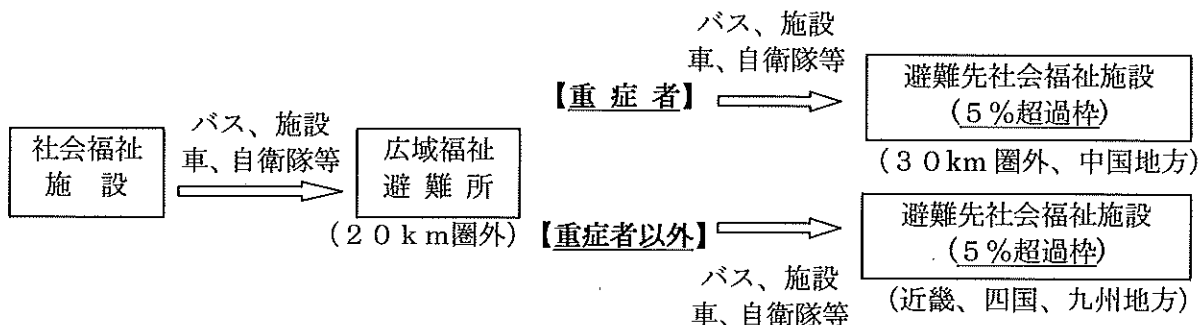 社会福祉
施　設
バス、施設
車、自衛隊等
広域福祉
避 難 所
（２０ｋｍ圏外）
【重 症 者】
バス、施設
車、自衛隊等
避難先社会福祉施設
(５％超過枠)
（３０km 圏外、中国地方）
【重症者以外】
バス、施設
車、自衛隊等
避難先社会福祉施設
(５％超過枠)
（近畿、四国、九州地方）